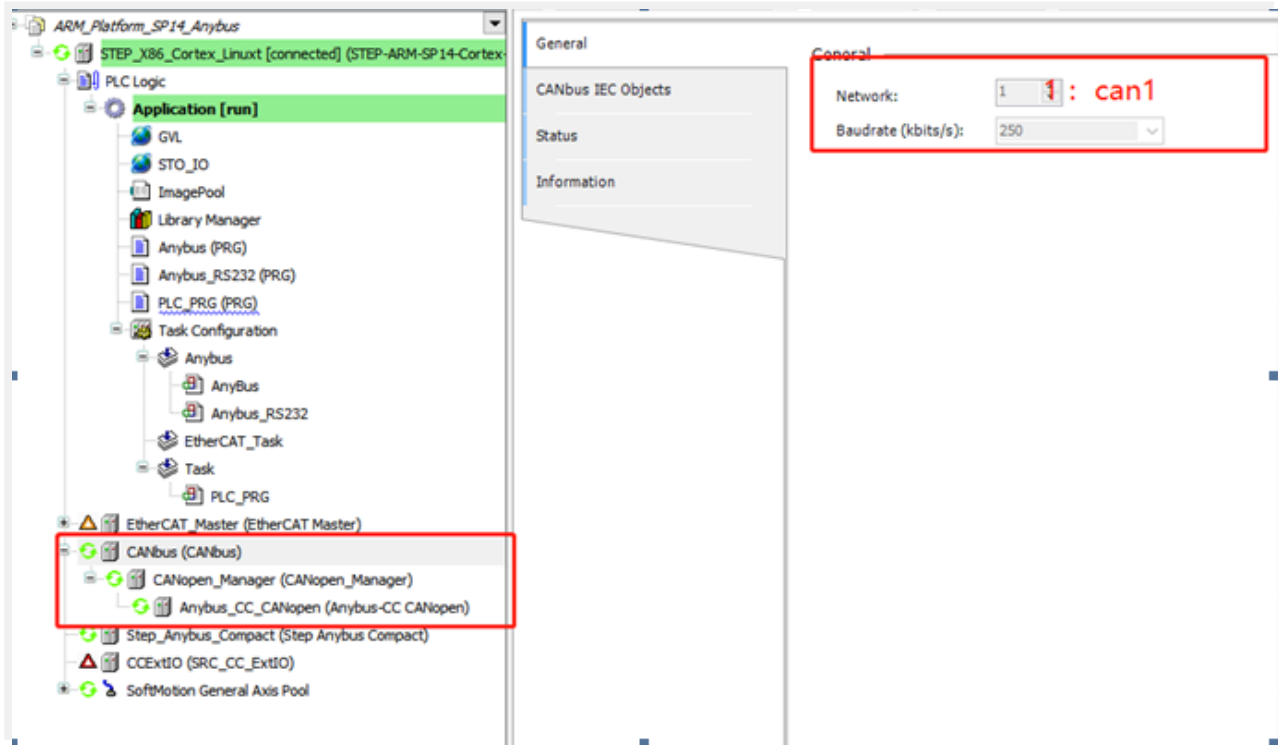 ARM_Platform_SP14_Anybus
STEP_X86_Cortex_Linuxt [connected] (STEP-ARM-SP14-Cortex-
PLC Logic
Application [run]
GVL
STO_IO
ImagePool
Library Manager
Anybus (PRG)
Anybus_RS232 (PRG)
PLC_PRG (PRG)
Task Configuration
Anybus
AnyBus
Anybus_RS232
EtherCAT_Task
Task
PLC_PRG
EtherCAT_Master (EtherCAT Master)
CANbus (CANbus)
CANopen_Manager (CANopen_Manager)
Anybus_CC_CANopen (Anybus-CC CANopen)
Step_Anybus_Compact (Step Anybus Compact)
CCExtIO (SRC_CC_ExtIO)
SoftMotion General Axis Pool
General
CANbus IEC Objects
Status
Information
General
Network: 1 1: can1
Baudrate (kbits/s): 250